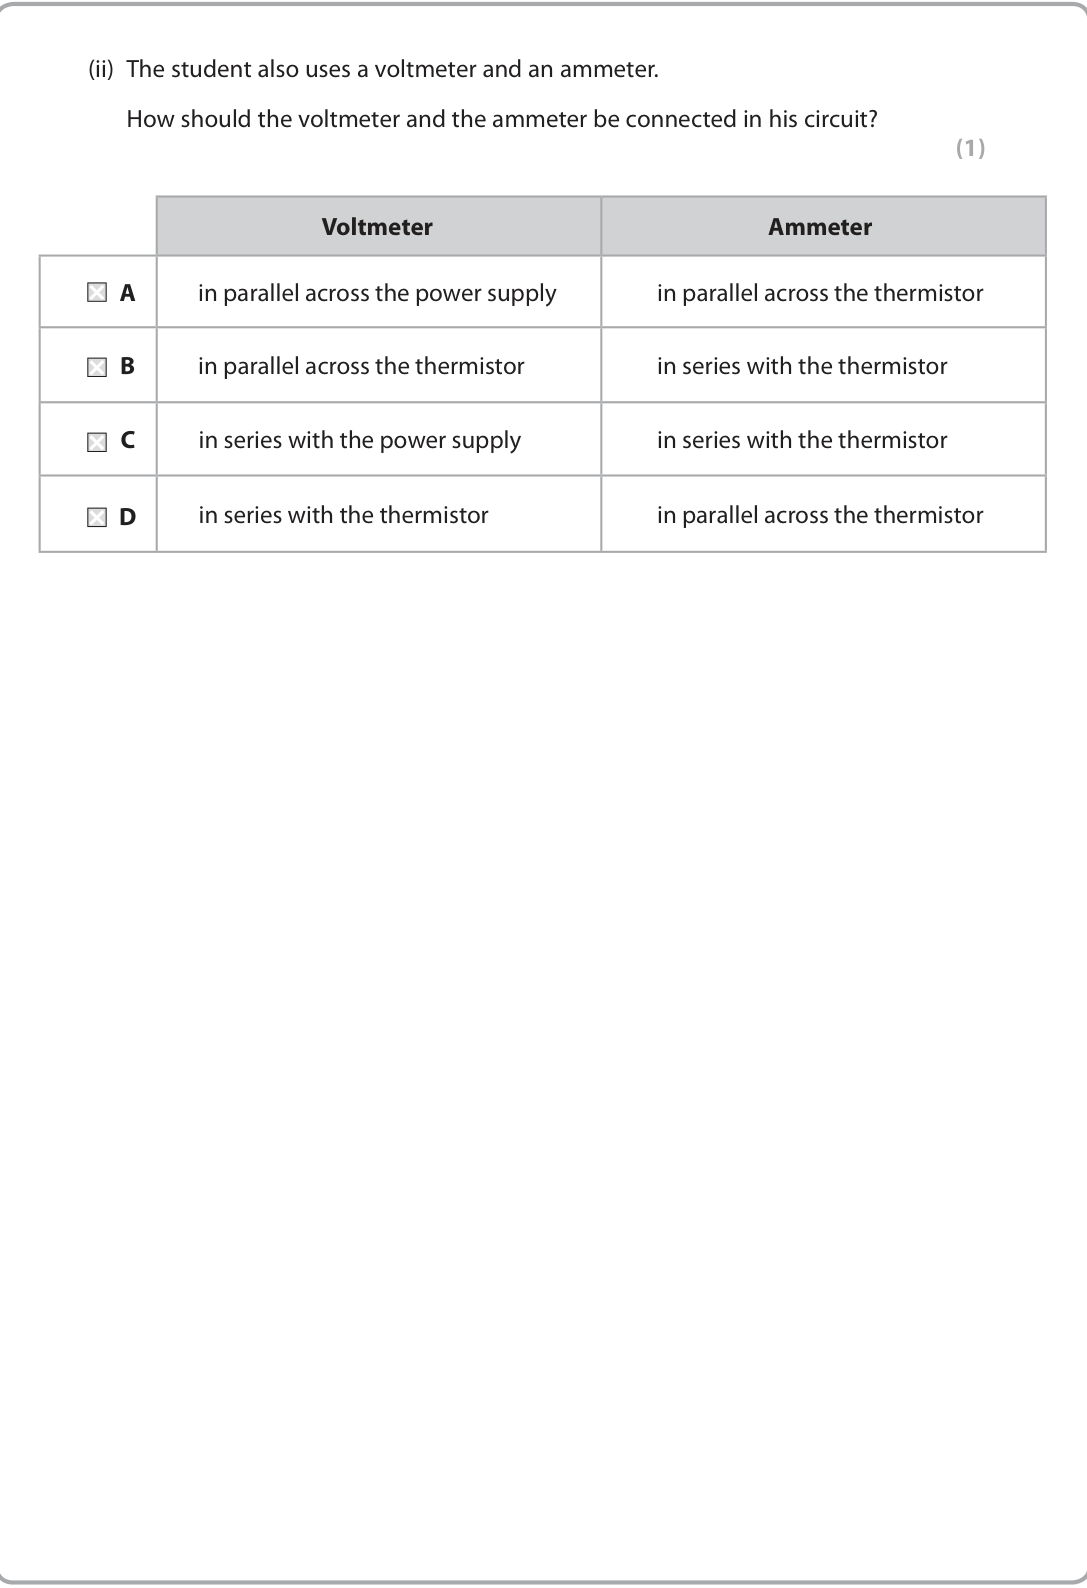 (ii) The student also uses a voltmeter and an ammeter.
How should the voltmeter and the ammeter be connected in his circuit?
(1)
Voltmeter Ammeter
A in parallel across the power supply in parallel across the thermistor
B in parallel across the thermistor in series with the thermistor
C in series with the power supply in series with the thermistor
D in series with the thermistor in parallel across the thermistor